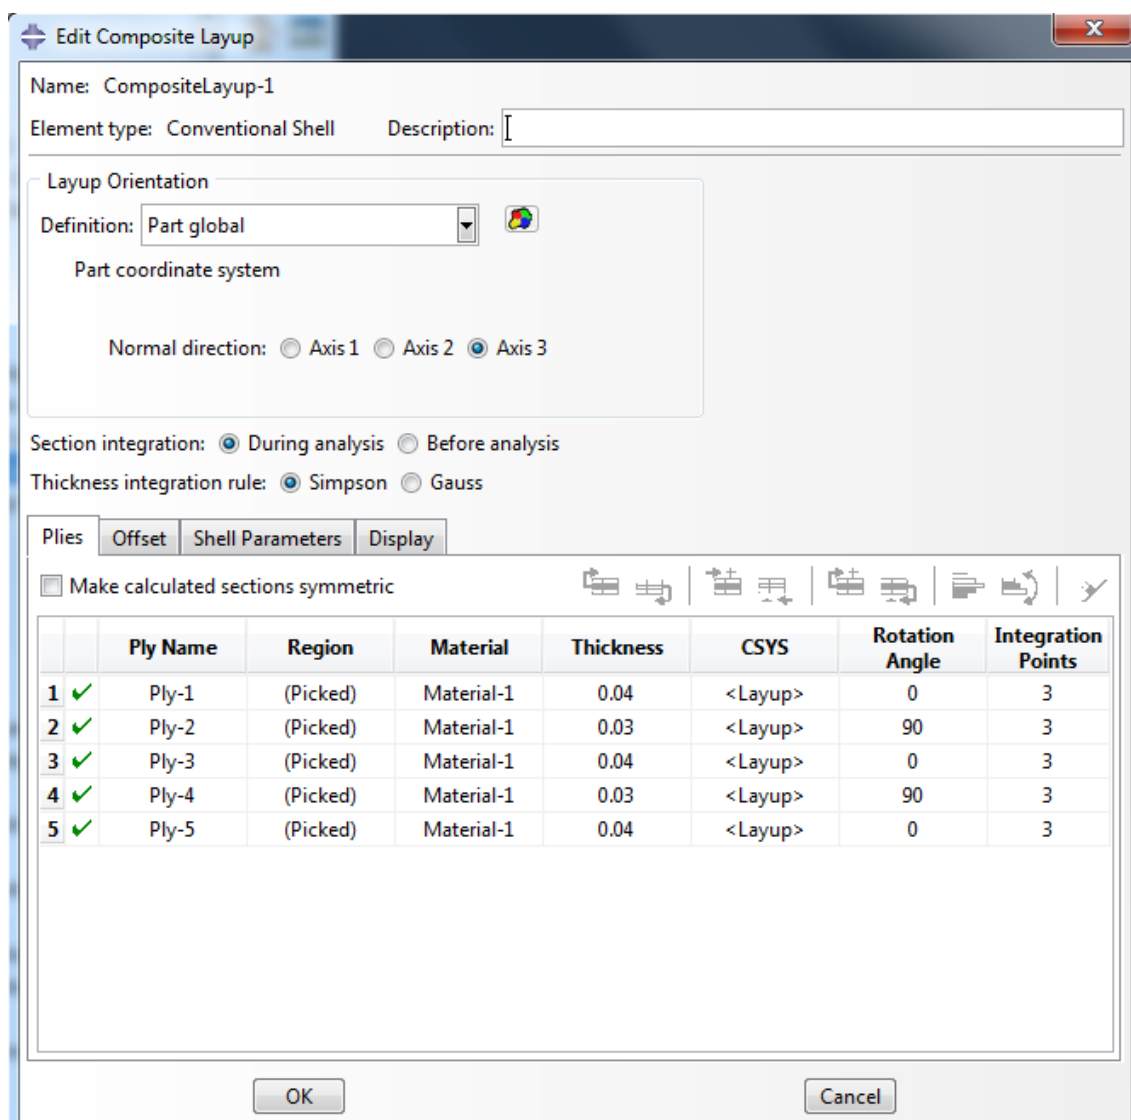 Edit Composite Layup
Name: CompositeLayup-1
Element type: Conventional Shell Description:
Layup Orientation
Definition: Part global
Part coordinate system
Normal direction: Axis 1 Axis 2 Axis 3
Section integration: During analysis Before analysis
Thickness integration rule: Simpson Gauss
Plies Offset Shell Parameters Display
Make calculated sections symmetric
Ply Name Region Material Thickness CSYS Rotation Angle Integration Points
1 Ply-1 (Picked) Material-1 0.04 <Layup> 0 3
2 Ply-2 (Picked) Material-1 0.03 <Layup> 90 3
3 Ply-3 (Picked) Material-1 0.04 <Layup> 0 3
4 Ply-4 (Picked) Material-1 0.03 <Layup> 90 3
5 Ply-5 (Picked) Material-1 0.04 <Layup> 0 3
OK Cancel